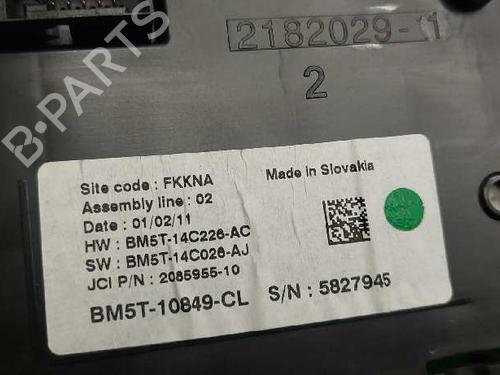 2182029-11
2
B-PARTS
Site code : FKKNA
Assembly line : 02
Date : 01/02/11
HW : BM5T-14C226-AC
SW : BM5T-14C026-AJ
JCI P/N : 2085955-10
BM5T-10849-CL
Made in Slovakia
S/N : 5827945